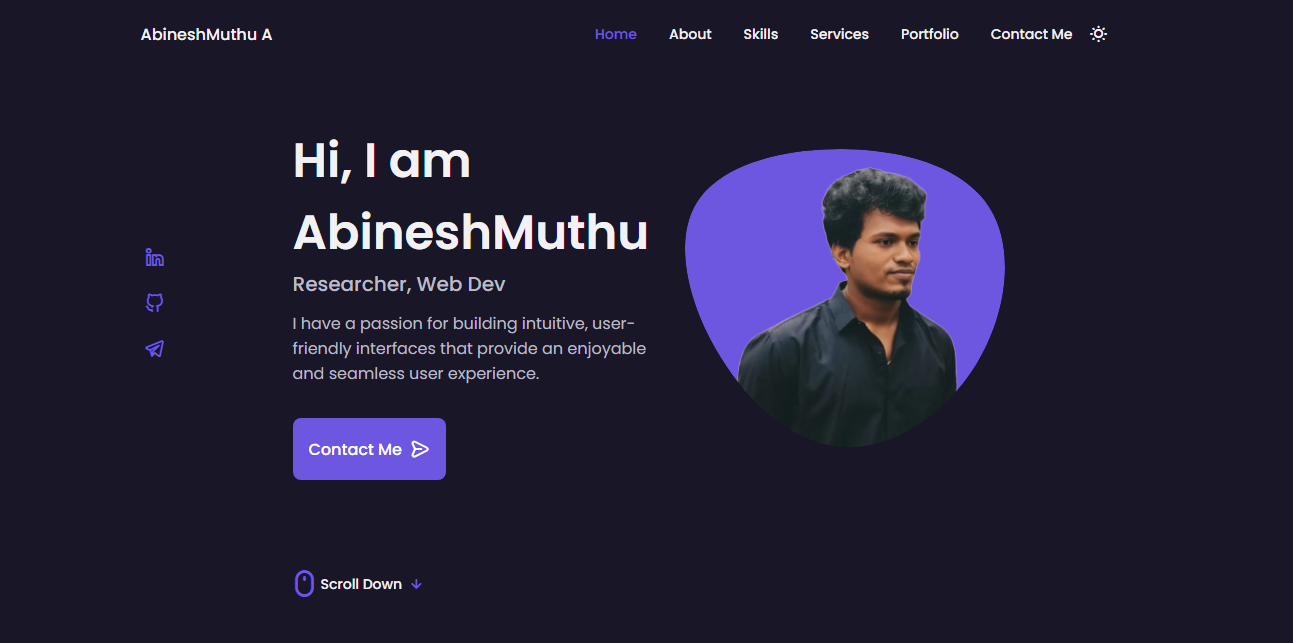 AbineshMuthu A
Home About Skills Services Portfolio Contact Me
Hi, I am
AbineshMuthu
Researcher, Web Dev
I have a passion for building intuitive, user-
friendly interfaces that provide an enjoyable
and seamless user experience.
Contact Me
Scroll Down